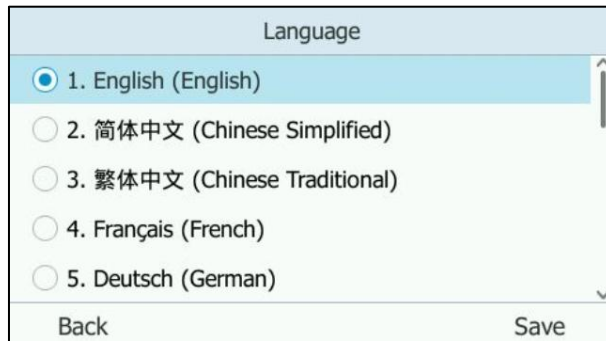 Language
1. English (English)
2. 简体中文 (Chinese Simplified)
3. 繁体中文 (Chinese Traditional)
4. Français (French)
5. Deutsch (German)
Back Save